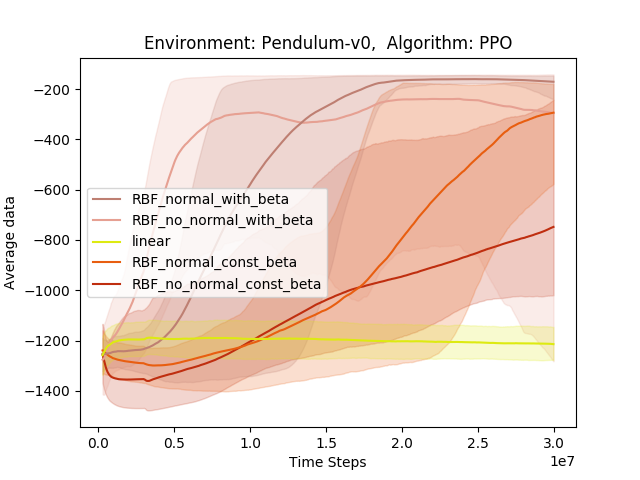 Environment: Pendulum-v0,  Algorithm: PPO
−200
−400
−600
−800
−1000
−1200
−1400
Average data
RBF_normal_with_beta
RBF_no_normal_with_beta
linear
RBF_normal_const_beta
RBF_no_normal_const_beta
0.0 0.5 1.0 1.5 2.0 2.5 3.0
1e7
Time Steps